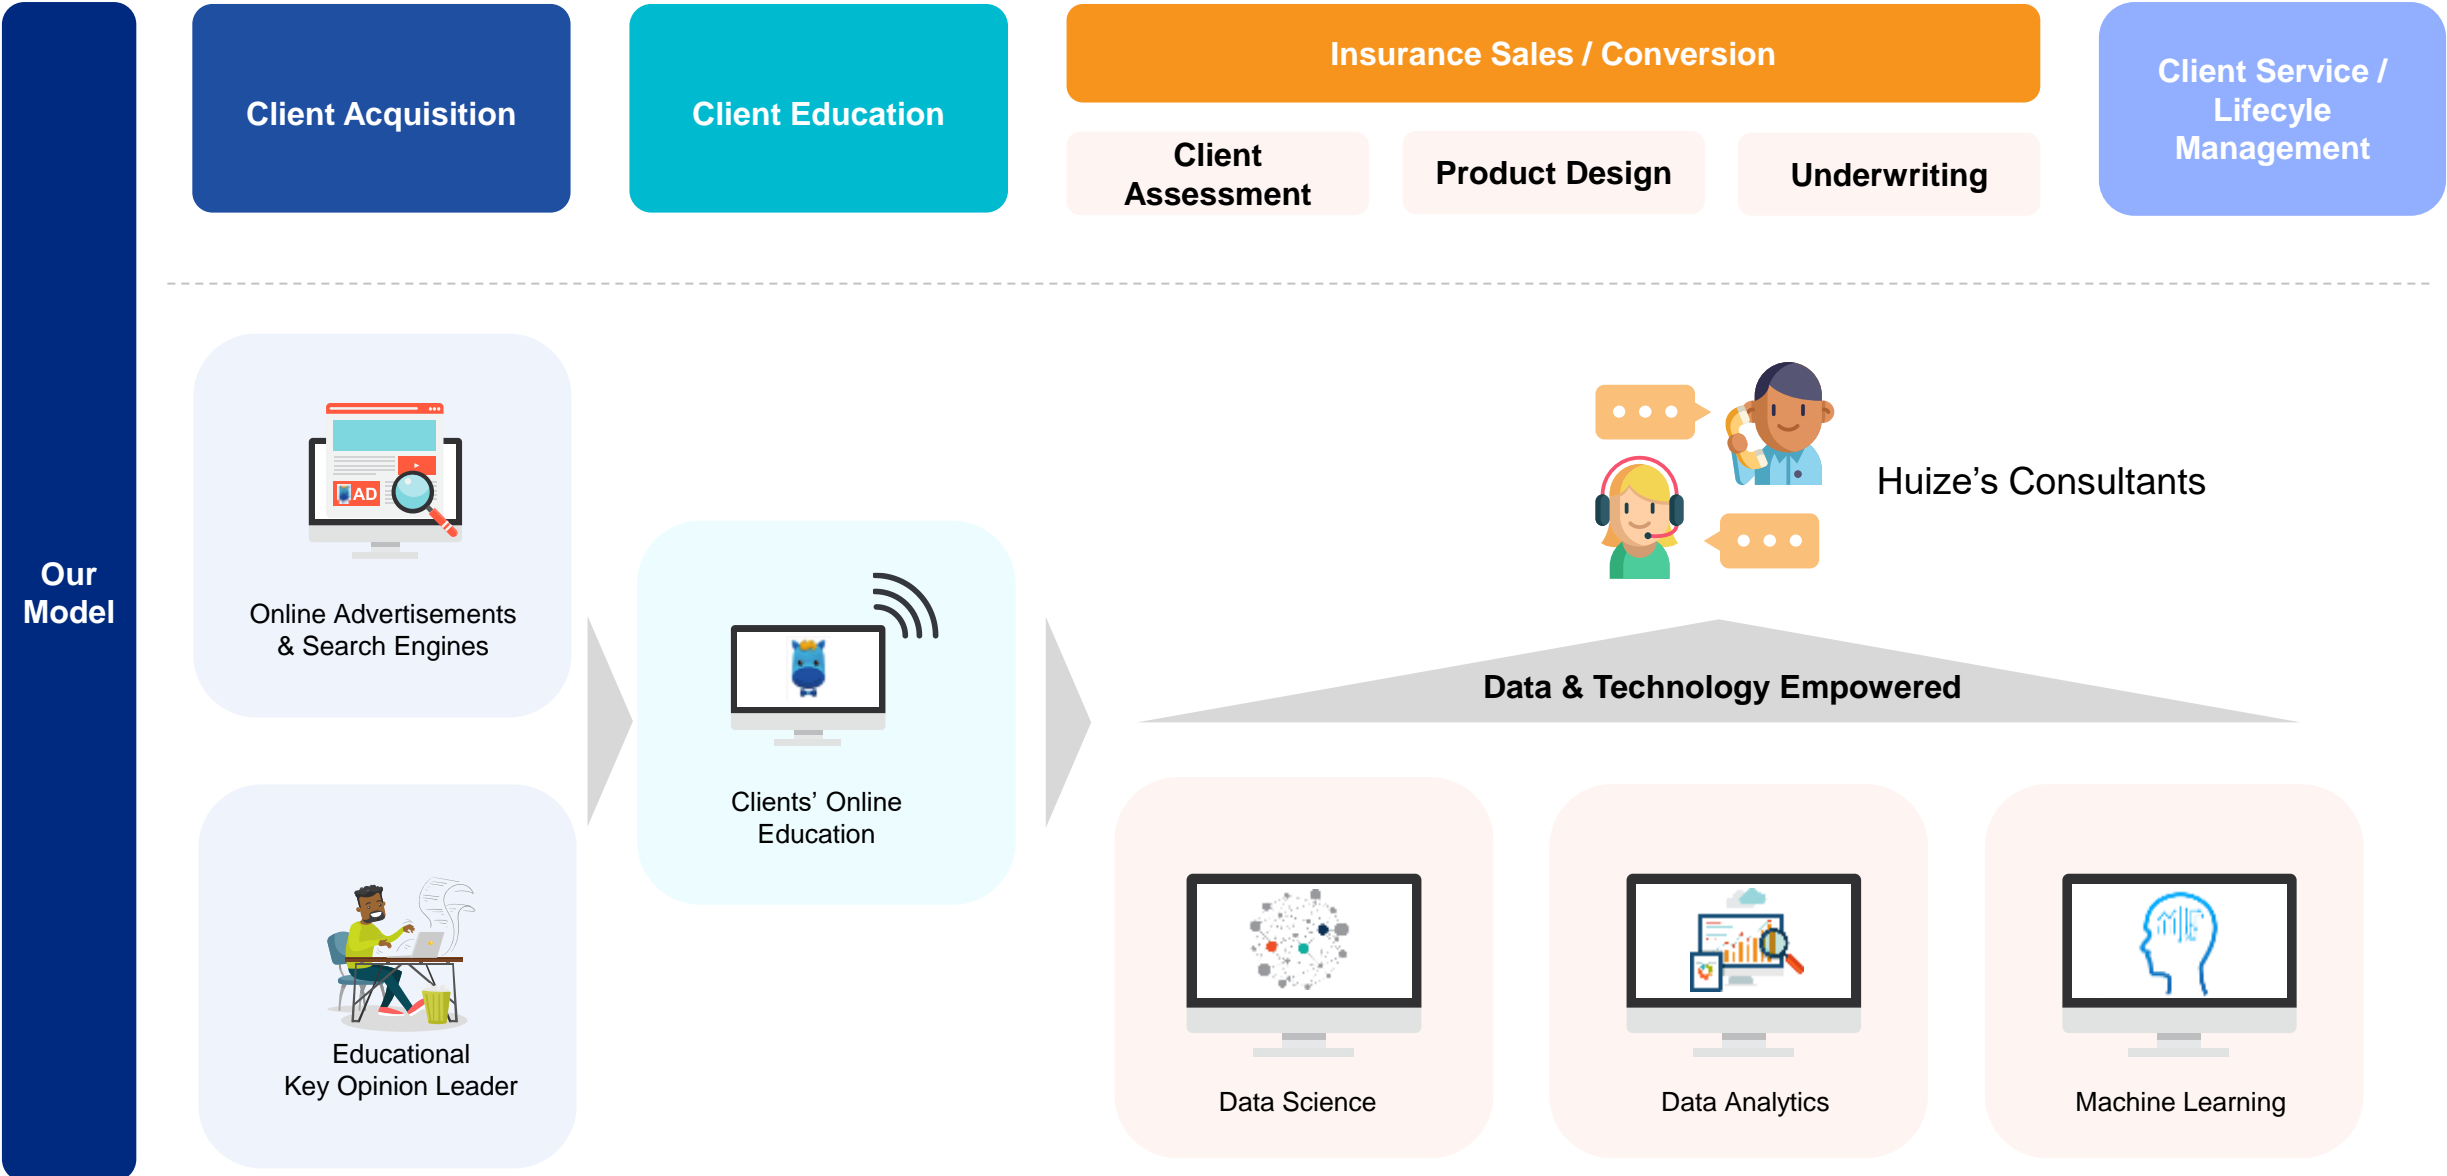 Our
Model
Client Acquisition
Client Education
Insurance Sales / Conversion
Client
Assessment
Product Design
Underwriting
Client Service /
Lifecyle
Management
AD
Online Advertisements
& Search Engines
Educational
Key Opinion Leader
Clients’ Online
Education
Huize’s Consultants
Data & Technology Empowered
Data Science
Data Analytics
Machine Learning